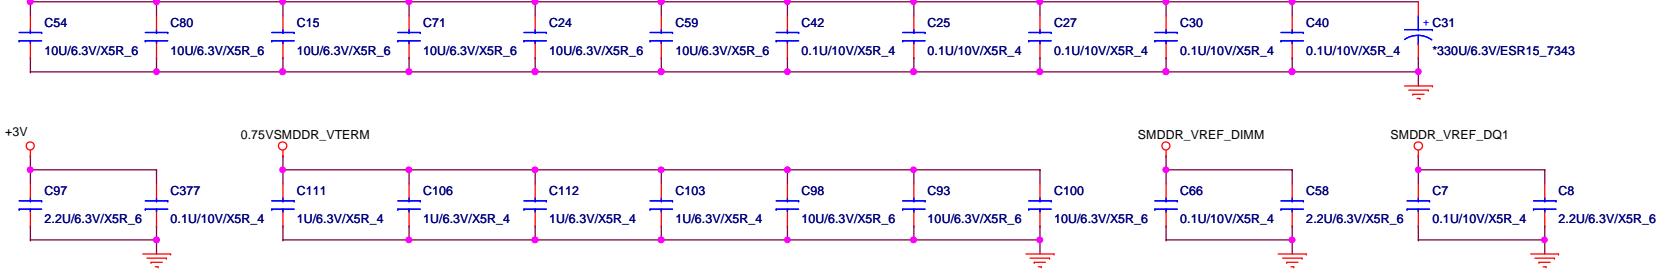 C54 C80 C15 C71 C24 C59 C42 C25 C27 C30 C40 + C31
10U/6.3V/X5R_6 10U/6.3V/X5R_6 10U/6.3V/X5R_6 10U/6.3V/X5R_6 10U/6.3V/X5R_6 10U/6.3V/X5R_6 0.1U/10V/X5R_4 0.1U/10V/X5R_4 0.1U/10V/X5R_4 0.1U/10V/X5R_4 0.1U/10V/X5R_4 *330U/6.3V/ESR15_7343
+3V 0.75VSMDDR_VTERM SMDDR_VREF_DIMM SMDDR_VREF_DQ1
C97 C377 C111 C106 C112 C103 C98 C93 C100 C66 C58 C7 C8
2.2U/6.3V/X5R_6 0.1U/10V/X5R_4 1U/6.3V/X5R_4 1U/6.3V/X5R_4 1U/6.3V/X5R_4 1U/6.3V/X5R_4 10U/6.3V/X5R_6 10U/6.3V/X5R_6 10U/6.3V/X5R_6 0.1U/10V/X5R_4 2.2U/6.3V/X5R_6 0.1U/10V/X5R_4 2.2U/6.3V/X5R_6